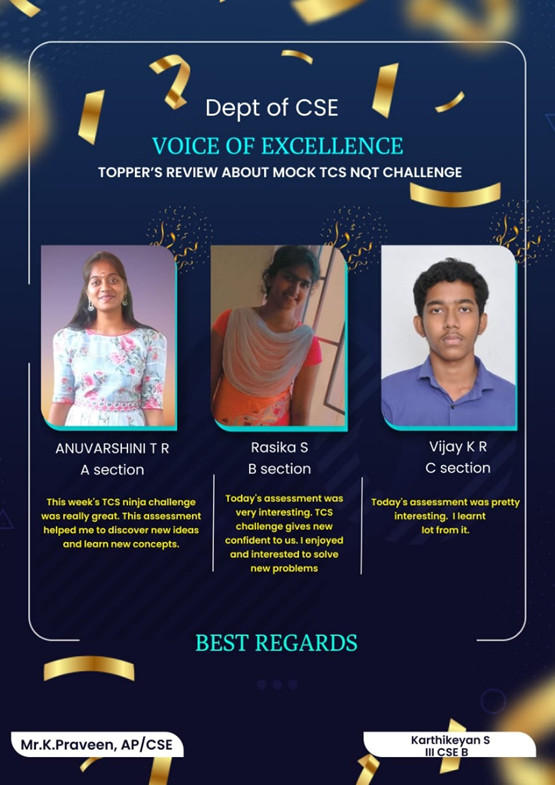 Dept of CSE
VOICE OF EXCELLENCE
TOPPER'S REVIEW ABOUT MOCK TCS NQT CHALLENGE
ANUVARSHINI T R
A section
This week's TCS ninja challenge
was really great. This assessment
helped me to discover new ideas
and learn new concepts.
Rasika S
B section
Today's assessment was
very interesting. TCS
challenge gives new
confident to us. I enjoyed
and interested to solve
new problems
Vijay K R
C section
Today's assessment was pretty
interesting. I learnt
lot from it.
BEST REGARDS
Mr.K.Praveen, AP/CSE
Karthikeyan S
III CSE B